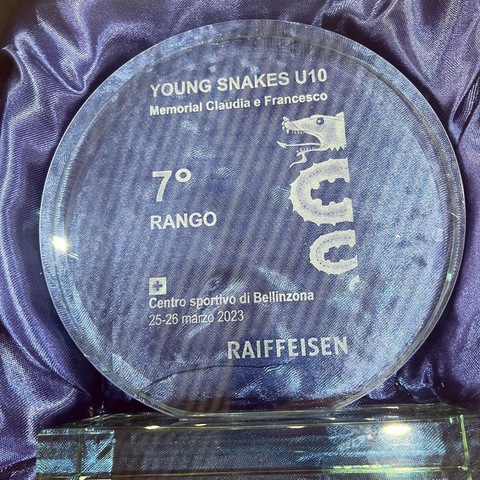 YOUNG SNAKES U10
Memorial Claudia e Francesco
7°
RANGO
Centro sportivo di Bellinzona
25-26 marzo 2023
RAIFFEISEN